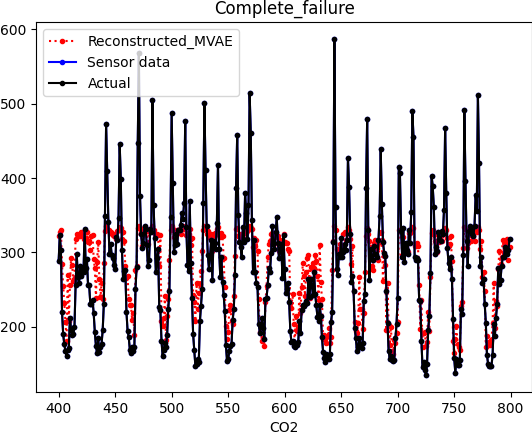 Complete_failure
Reconstructed_MVAE
Sensor data
Actual
600
500
400
300
200
400 450 500 550 600 650 700 750 800
CO2